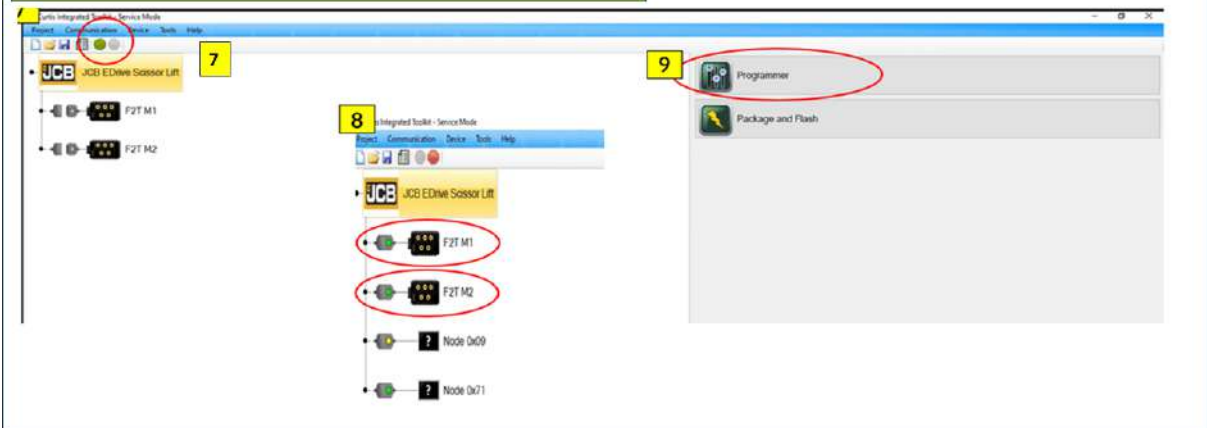 Curtis Integrated Toolkit - Service Mode
Project Communication Device Tools Help
7
JCB JCB EDrive Scissor Lift
F2T M1
F2T M2
8
Integrated Toolkit - Service Mode
Project Communication Device Tools Help
JCB JCB EDrive Scissor Lift
F2T M1
F2T M2
? Node 0x09
? Node 0x71
9
Programmer
Package and Flash